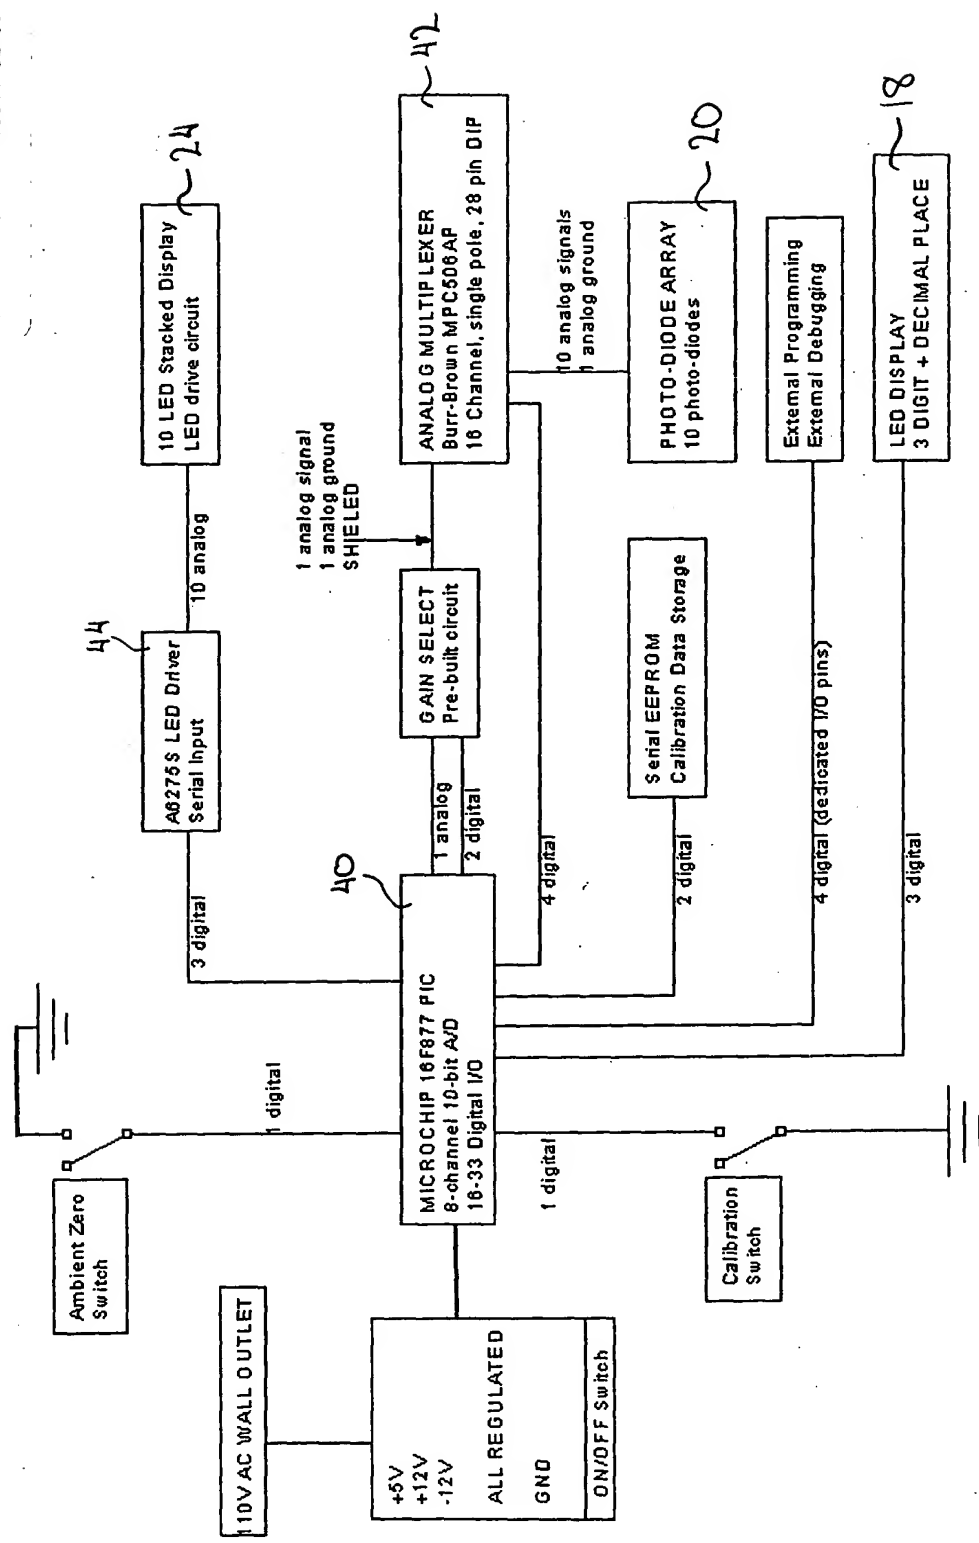 110V AC WALL OUTLET
+5V
+12V
-12V
ALL REGULATED
GND
ON/OFF Switch
Ambient Zero
Switch
1 digital
MICROCHIP 16F877 PIC
8-channel 10-bit A/D
16-33 Digital I/O
40
1 digital
Calibration
Switch
3 digital
A6275S LED Driver
Serial Input
44
10 analog
10 LED Stacked Display
LED drive circuit
24
1 analog
2 digital
GAIN SELECT
Pre-built circuit
1 analog signal
1 analog ground
SHIELED
ANALOG MULTIPLEXER
Burr-Brown MPC506AP
16 Channel, single pole, 28 pin DIP
42
4 digital
10 analog signals
1 analog ground
PHOTO-DIODE ARRAY
10 photo-diodes
20
2 digital
Serial EEPROM
Calibration Data Storage
4 digital (dedicated I/O pins)
External Programming
External Debugging
3 digital
LED DISPLAY
3 DIGIT + DECIMAL PLACE
18